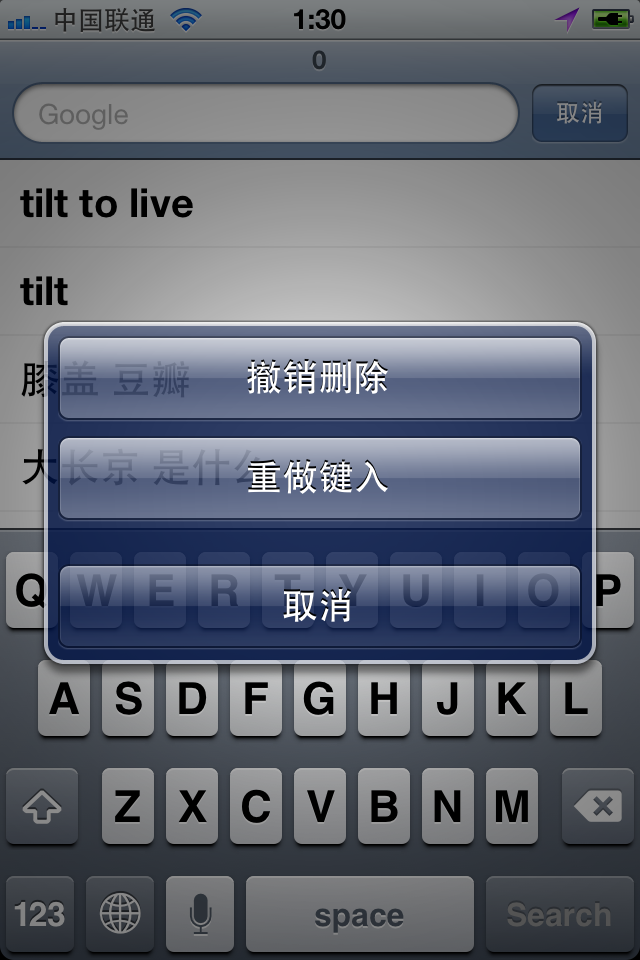 中国联通 1:30
0
Google 取消
tilt to live
tilt
膝盖 豆瓣
撤销删除
大长京 是什么
重做键入
Q W E R T Y U I O P
取消
A S D F G H J K L
Z X C V B N M
123 space Search